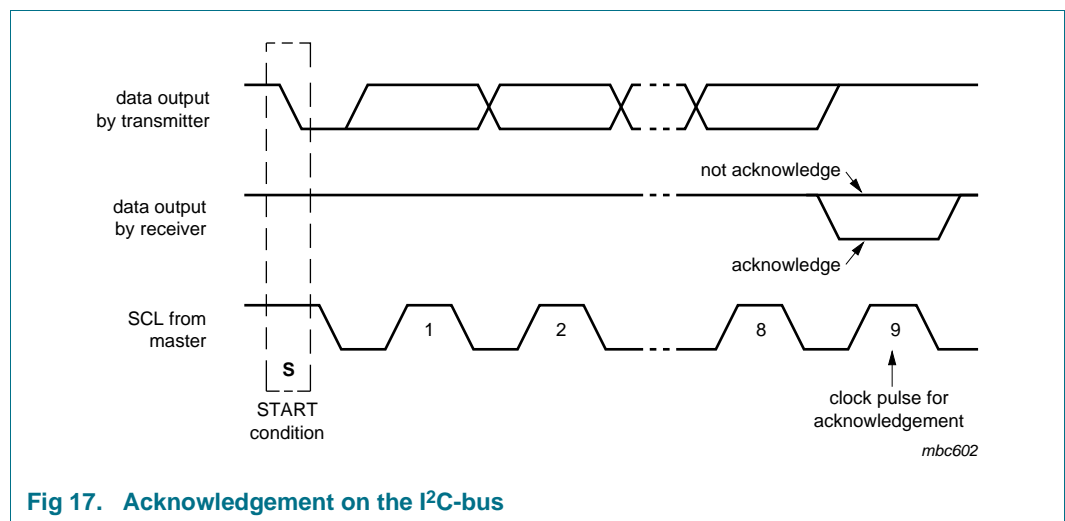 data output
by transmitter
not acknowledge
data output
by receiver
acknowledge
SCL from
master
1
2
8
9
S
START
condition
clock pulse for
acknowledgement
mbc602
Fig 17. Acknowledgement on the I²C-bus